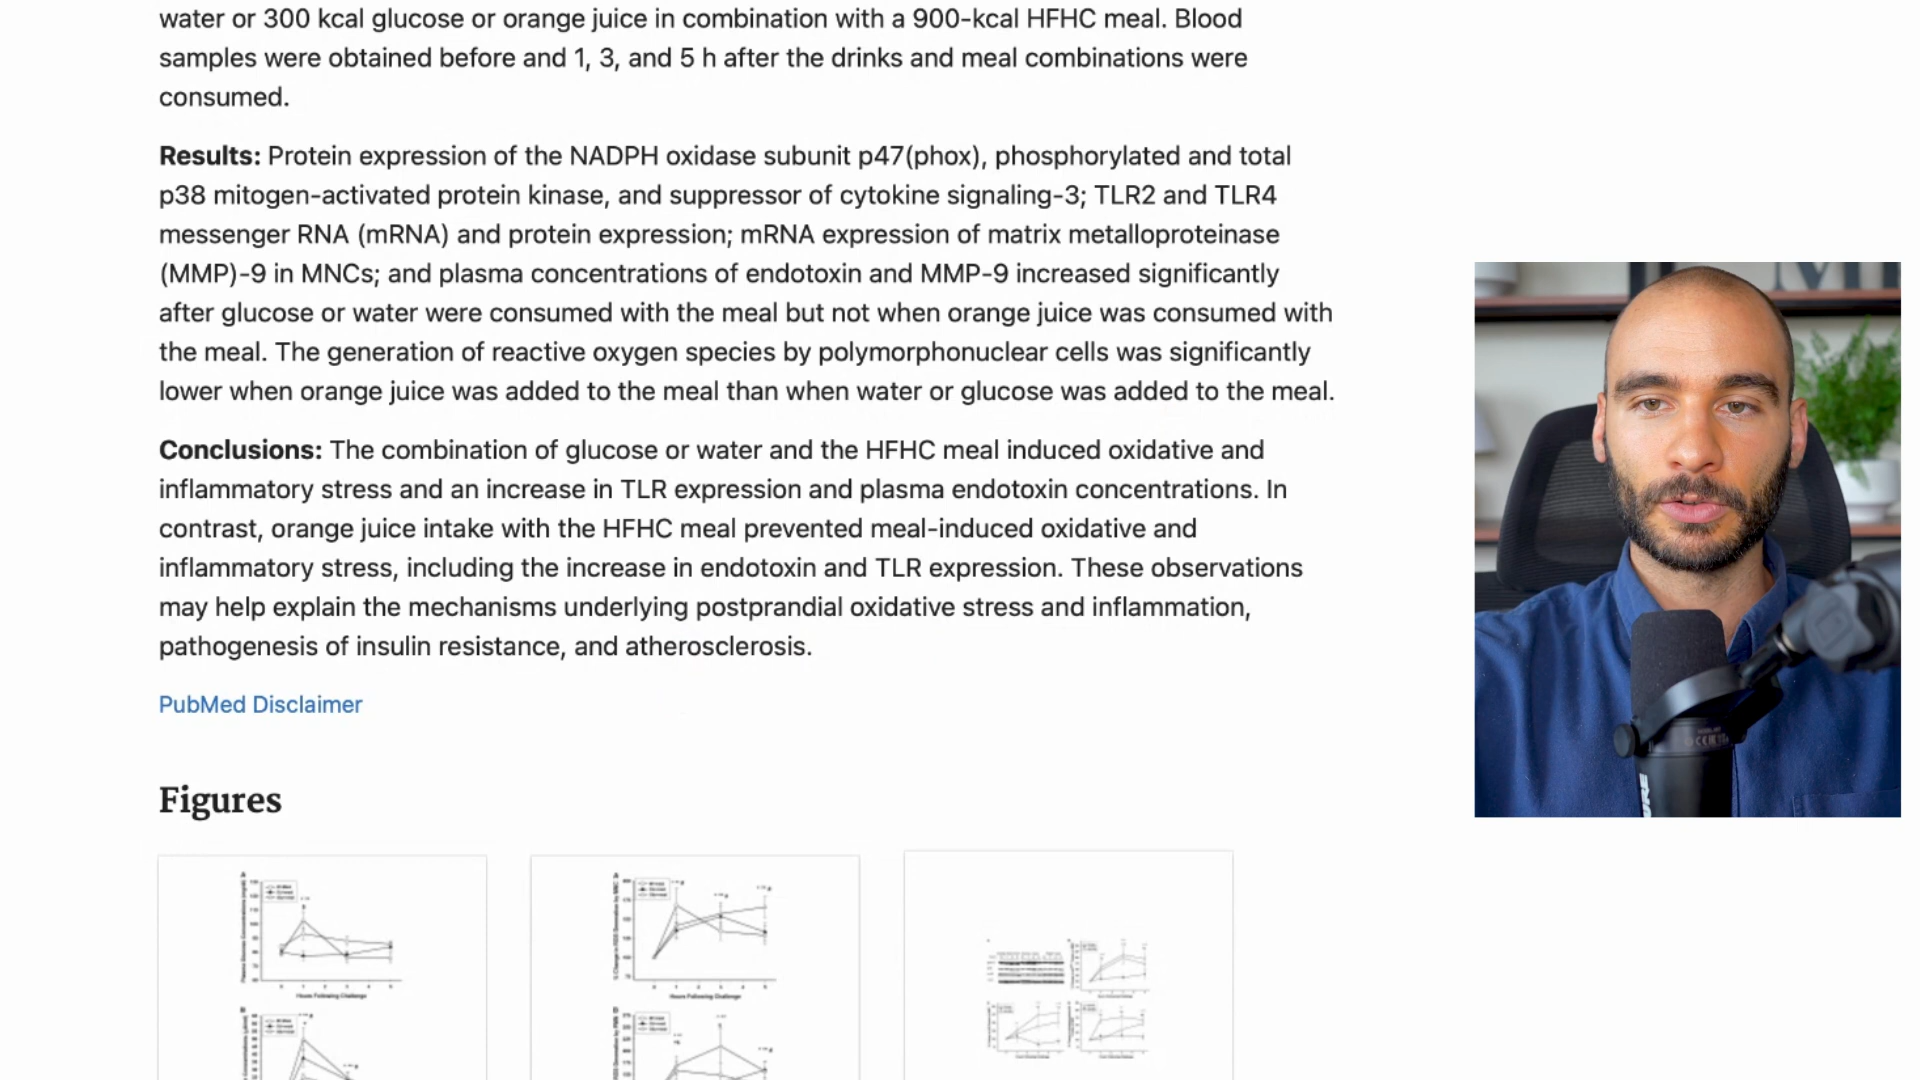 water or 300 kcal glucose or orange juice in combination with a 900-kcal HFHC meal. Blood
samples were obtained before and 1, 3, and 5 h after the drinks and meal combinations were
consumed.
Results: Protein expression of the NADPH oxidase subunit p47(phox), phosphorylated and total
p38 mitogen-activated protein kinase, and suppressor of cytokine signaling-3; TLR2 and TLR4
messenger RNA (mRNA) and protein expression; mRNA expression of matrix metalloproteinase
(MMP)-9 in MNCs; and plasma concentrations of endotoxin and MMP-9 increased significantly
after glucose or water were consumed with the meal but not when orange juice was consumed with
the meal. The generation of reactive oxygen species by polymorphonuclear cells was significantly
lower when orange juice was added to the meal than when water or glucose was added to the meal.
Conclusions: The combination of glucose or water and the HFHC meal induced oxidative and
inflammatory stress and an increase in TLR expression and plasma endotoxin concentrations. In
contrast, orange juice intake with the HFHC meal prevented meal-induced oxidative and
inflammatory stress, including the increase in endotoxin and TLR expression. These observations
may help explain the mechanisms underlying postprandial oxidative stress and inflammation,
pathogenesis of insulin resistance, and atherosclerosis.
PubMed Disclaimer
Figures
Hours Following Challenge
Hours Following Challenge